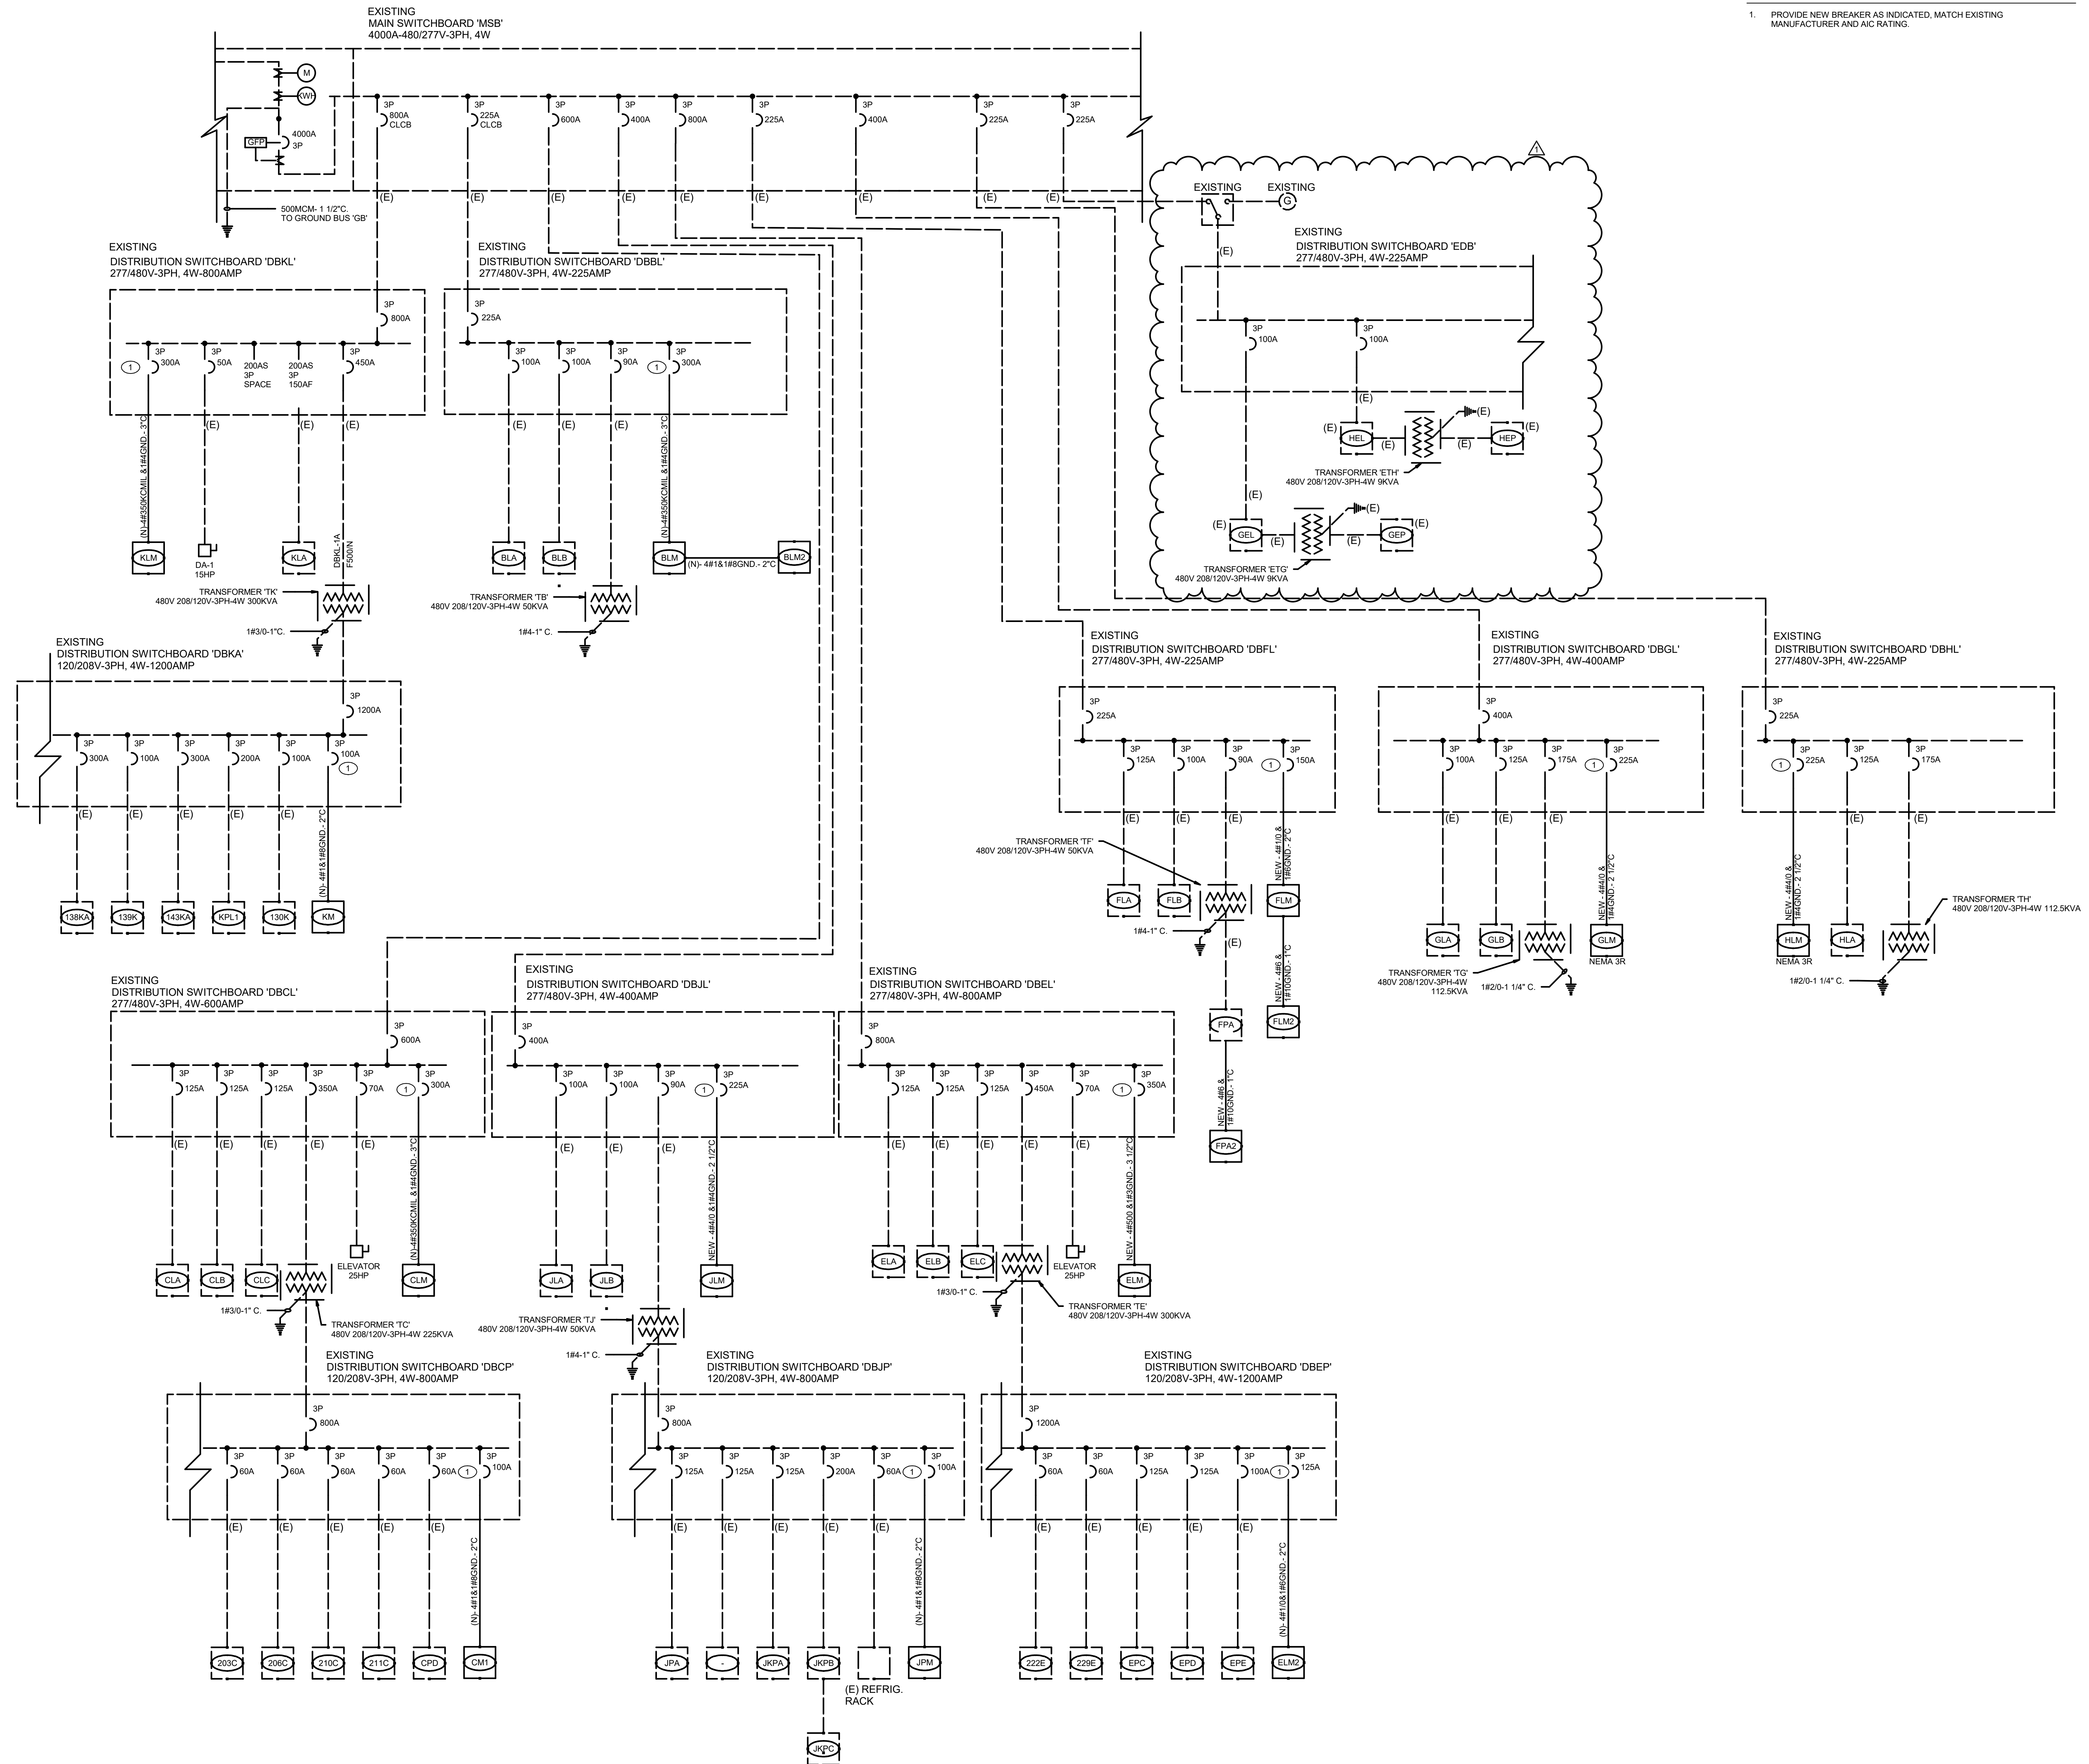 1. PROVIDE NEW BREAKER AS INDICATED, MATCH EXISTING
MANUFACTURER AND AIC RATING.
EXISTING
MAIN SWITCHBOARD 'MSB'
4000A-480/277V-3PH, 4W
M
KWH
GFP
4000A
3P
500MCM- 1 1/2"C.
TO GROUND BUS 'GB'
3P
800A
CLCB
3P
225A
CLCB
3P
600A
3P
400A
3P
800A
3P
225A
3P
400A
3P
225A
3P
225A
(E)
(E)
(E)
(E)
(E)
(E)
(E)
(E)
(E)
1
EXISTING
EXISTING
G
(E)
EXISTING
DISTRIBUTION SWITCHBOARD 'EDB'
277/480V-3PH, 4W-225AMP
3P
100A
3P
100A
(E)
(E)
HEL
(E)
(E)
(E)
HEP
(E)
TRANSFORMER 'ETH'
480V 208/120V-3PH-4W 9KVA
(E)
(E)
GEL
(E)
(E)
(E)
GEP
(E)
TRANSFORMER 'ETG'
480V 208/120V-3PH-4W 9KVA
EXISTING
DISTRIBUTION SWITCHBOARD 'DBKL'
277/480V-3PH, 4W-800AMP
3P
800A
1
3P
300A
3P
50A
200AS
3P
SPACE
200AS
3P
150AF
3P
450A
(E)
(E)
(E)
(N)-4#350KCMIL &1#4GND.- 3"C
DBKL-1A
F500/N
KLM
DA-1
15HP
KLA
TRANSFORMER 'TK'
480V 208/120V-3PH-4W 300KVA
1#3/0-1"C.
EXISTING
DISTRIBUTION SWITCHBOARD 'DBBL'
277/480V-3PH, 4W-225AMP
3P
225A
3P
100A
3P
100A
3P
90A
1
3P
300A
(E)
(E)
(E)
(N)-4#350KCMIL &1#4GND.- 3"C
BLA
BLB
BLM
(N)- 4#1&1#8GND.- 2"C
BLM2
TRANSFORMER 'TB'
480V 208/120V-3PH-4W 50KVA
1#4-1" C.
EXISTING
DISTRIBUTION SWITCHBOARD 'DBKA'
120/208V-3PH, 4W-1200AMP
3P
1200A
3P
300A
3P
100A
3P
300A
3P
200A
3P
100A
3P
100A
1
(E)
(E)
(E)
(E)
(E)
(N)- 4#1&1#8GND.- 2"C
138KA
139K
143KA
KPL1
130K
KM
EXISTING
DISTRIBUTION SWITCHBOARD 'DBFL'
277/480V-3PH, 4W-225AMP
3P
225A
3P
125A
3P
100A
3P
90A
1
3P
150A
(E)
(E)
(E)
TRANSFORMER 'TF'
480V 208/120V-3PH-4W 50KVA
NEW - 4#1/0 &
1#6GND.- 2"C
FLA
FLB
FLM
1#4-1" C.
(E)
NEW - 4#6 &
1#10GND.- 1"C
FPA
FLM2
NEW - 4#6 &
1#10GND.- 1"C
FPA2
EXISTING
DISTRIBUTION SWITCHBOARD 'DBGL'
277/480V-3PH, 4W-400AMP
3P
400A
3P
100A
3P
125A
3P
175A
1
3P
225A
(E)
(E)
(E)
NEW - 4#4/0 &
1#4GND.- 2 1/2"C
GLA
GLB
GLM
NEMA 3R
TRANSFORMER 'TG'
480V 208/120V-3PH-4W
112.5KVA
1#2/0-1 1/4" C.
EXISTING
DISTRIBUTION SWITCHBOARD 'DBHL'
277/480V-3PH, 4W-225AMP
3P
225A
1
3P
225A
3P
125A
3P
175A
(E)
(E)
NEW - 4#4/0 &
1#4GND.- 2 1/2"C
HLM
NEMA 3R
HLA
TRANSFORMER 'TH'
480V 208/120V-3PH-4W 112.5KVA
1#2/0-1 1/4" C.
EXISTING
DISTRIBUTION SWITCHBOARD 'DBCL'
277/480V-3PH, 4W-600AMP
3P
600A
3P
125A
3P
125A
3P
125A
3P
350A
3P
70A
1
3P
300A
(E)
(E)
(E)
(E)
(E)
(N)-4#350KCMIL &1#4GND.- 3"C
CLA
CLB
CLC
ELEVATOR
25HP
CLM
1#3/0-1" C.
TRANSFORMER 'TC'
480V 208/120V-3PH-4W 225KVA
EXISTING
DISTRIBUTION SWITCHBOARD 'DBJL'
277/480V-3PH, 4W-400AMP
3P
400A
3P
100A
3P
100A
3P
90A
1
3P
225A
(E)
(E)
(E)
NEW - 4#4/0 &1#4GND.- 2 1/2"C
JLA
JLB
JLM
TRANSFORMER 'TJ'
480V 208/120V-3PH-4W 50KVA
1#4-1" C.
EXISTING
DISTRIBUTION SWITCHBOARD 'DBEL'
277/480V-3PH, 4W-800AMP
3P
800A
3P
125A
3P
125A
3P
125A
3P
450A
3P
70A
1
3P
350A
(E)
(E)
(E)
(E)
(E)
NEW - 4#500 &1#3GND.- 3 1/2"C
ELA
ELB
ELC
ELEVATOR
25HP
ELM
1#3/0-1" C.
TRANSFORMER 'TE'
480V 208/120V-3PH-4W 300KVA
EXISTING
DISTRIBUTION SWITCHBOARD 'DBCP'
120/208V-3PH, 4W-800AMP
3P
800A
3P
60A
3P
60A
3P
60A
3P
60A
3P
60A
1
3P
100A
(E)
(E)
(E)
(E)
(E)
(N)- 4#1&1#8GND.- 2"C
203C
206C
210C
211C
CPD
CM1
EXISTING
DISTRIBUTION SWITCHBOARD 'DBJP'
120/208V-3PH, 4W-800AMP
3P
800A
3P
125A
3P
125A
3P
125A
3P
200A
3P
60A
1
3P
100A
(E)
(E)
(E)
(E)
(E)
(N)- 4#1&1#8GND.- 2"C
JPA
-
JKPA
JKPB
JPM
(E) REFRIG.
RACK
JKPC
EXISTING
DISTRIBUTION SWITCHBOARD 'DBEP'
120/208V-3PH, 4W-1200AMP
3P
1200A
3P
60A
3P
60A
3P
125A
3P
125A
3P
100A
1
3P
125A
(E)
(E)
(E)
(E)
(E)
(N)- 4#1/0&1#6GND.- 2"C
222E
229E
EPC
EPD
EPE
ELM2